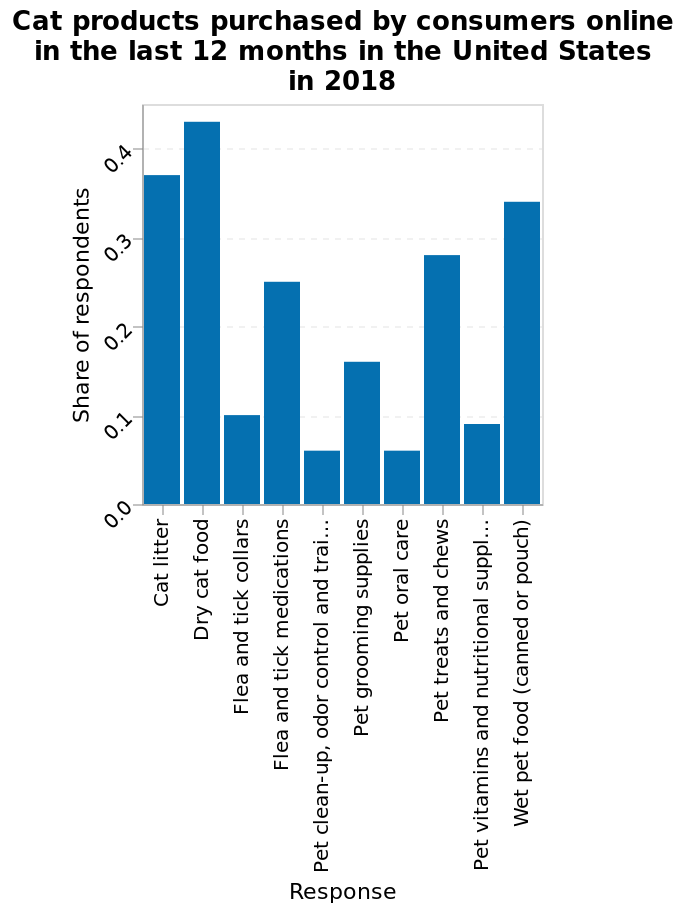 Cat products purchased by consumers online
in the last 12 months in the United States
in 2018
Share of respondents
0.4
0.3
0.2
0.1
0.0
Cat litter
Dry cat food
Flea and tick collars
Flea and tick medications
Pet clean-up, odor control and trai...
Pet grooming supplies
Pet oral care
Pet treats and chews
Pet vitamins and nutritional suppl...
Wet pet food (canned or pouch)
Response